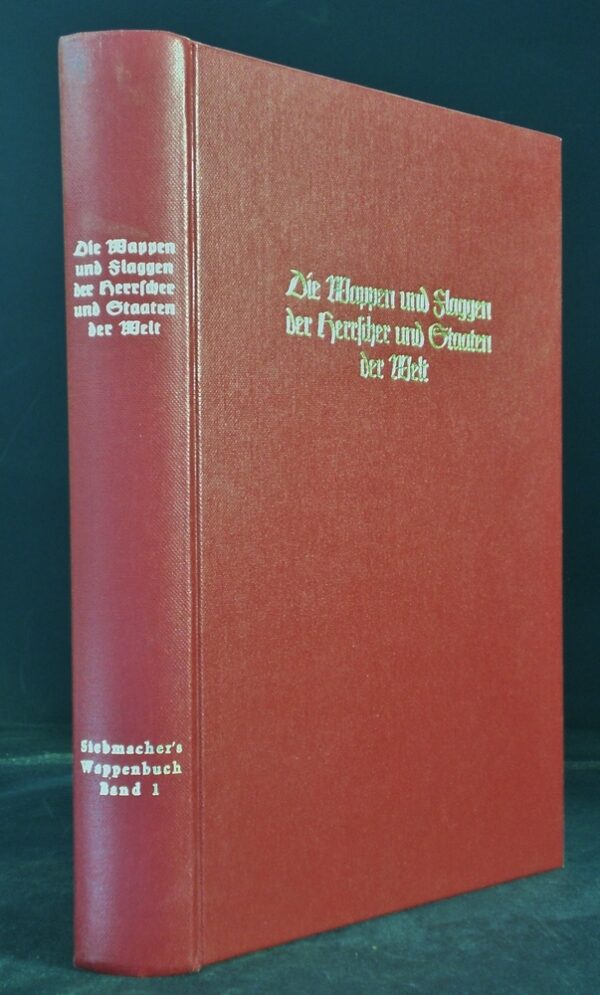 Die Wappen
und Flaggen
der Herrscher
und Staaten
der Welt
Siebmacher's
Wappenbuch
Band 1
Die Wappen und Flaggen
der Herrscher und Staaten
der Welt